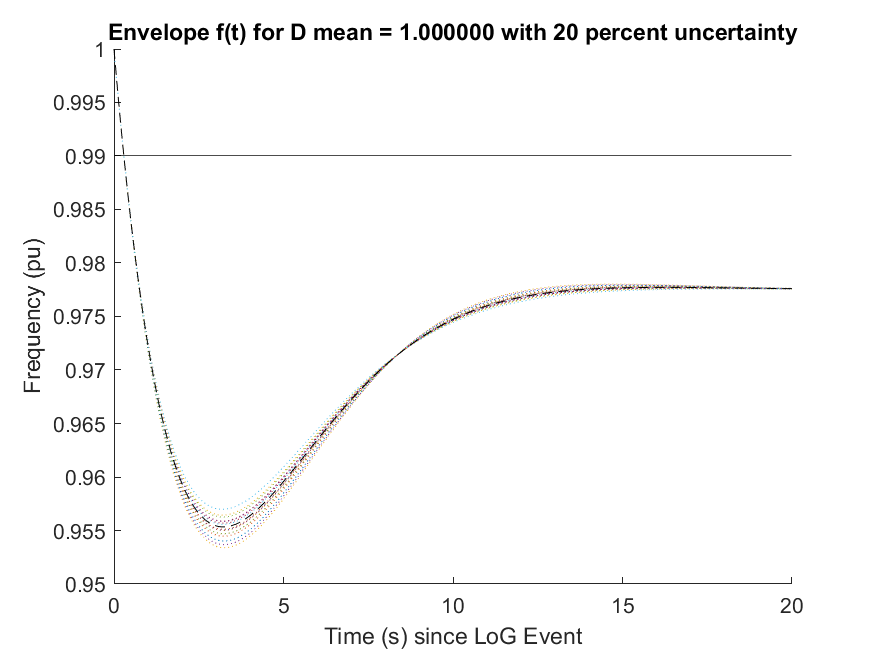 Envelope f(t) for D mean = 1.000000 with 20 percent uncertainty
1
0.995
0.99
0.985
0.98
0.975
0.97
0.965
0.96
0.955
0.95
Frequency (pu)
0 5 10 15 20
Time (s) since LoG Event